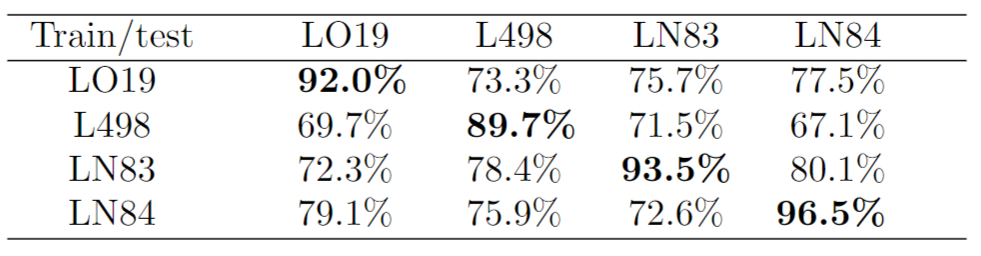 Train/test LO19 L498 LN83 LN84
LO19 92.0% 73.3% 75.7% 77.5%
L498 69.7% 89.7% 71.5% 67.1%
LN83 72.3% 78.4% 93.5% 80.1%
LN84 79.1% 75.9% 72.6% 96.5%